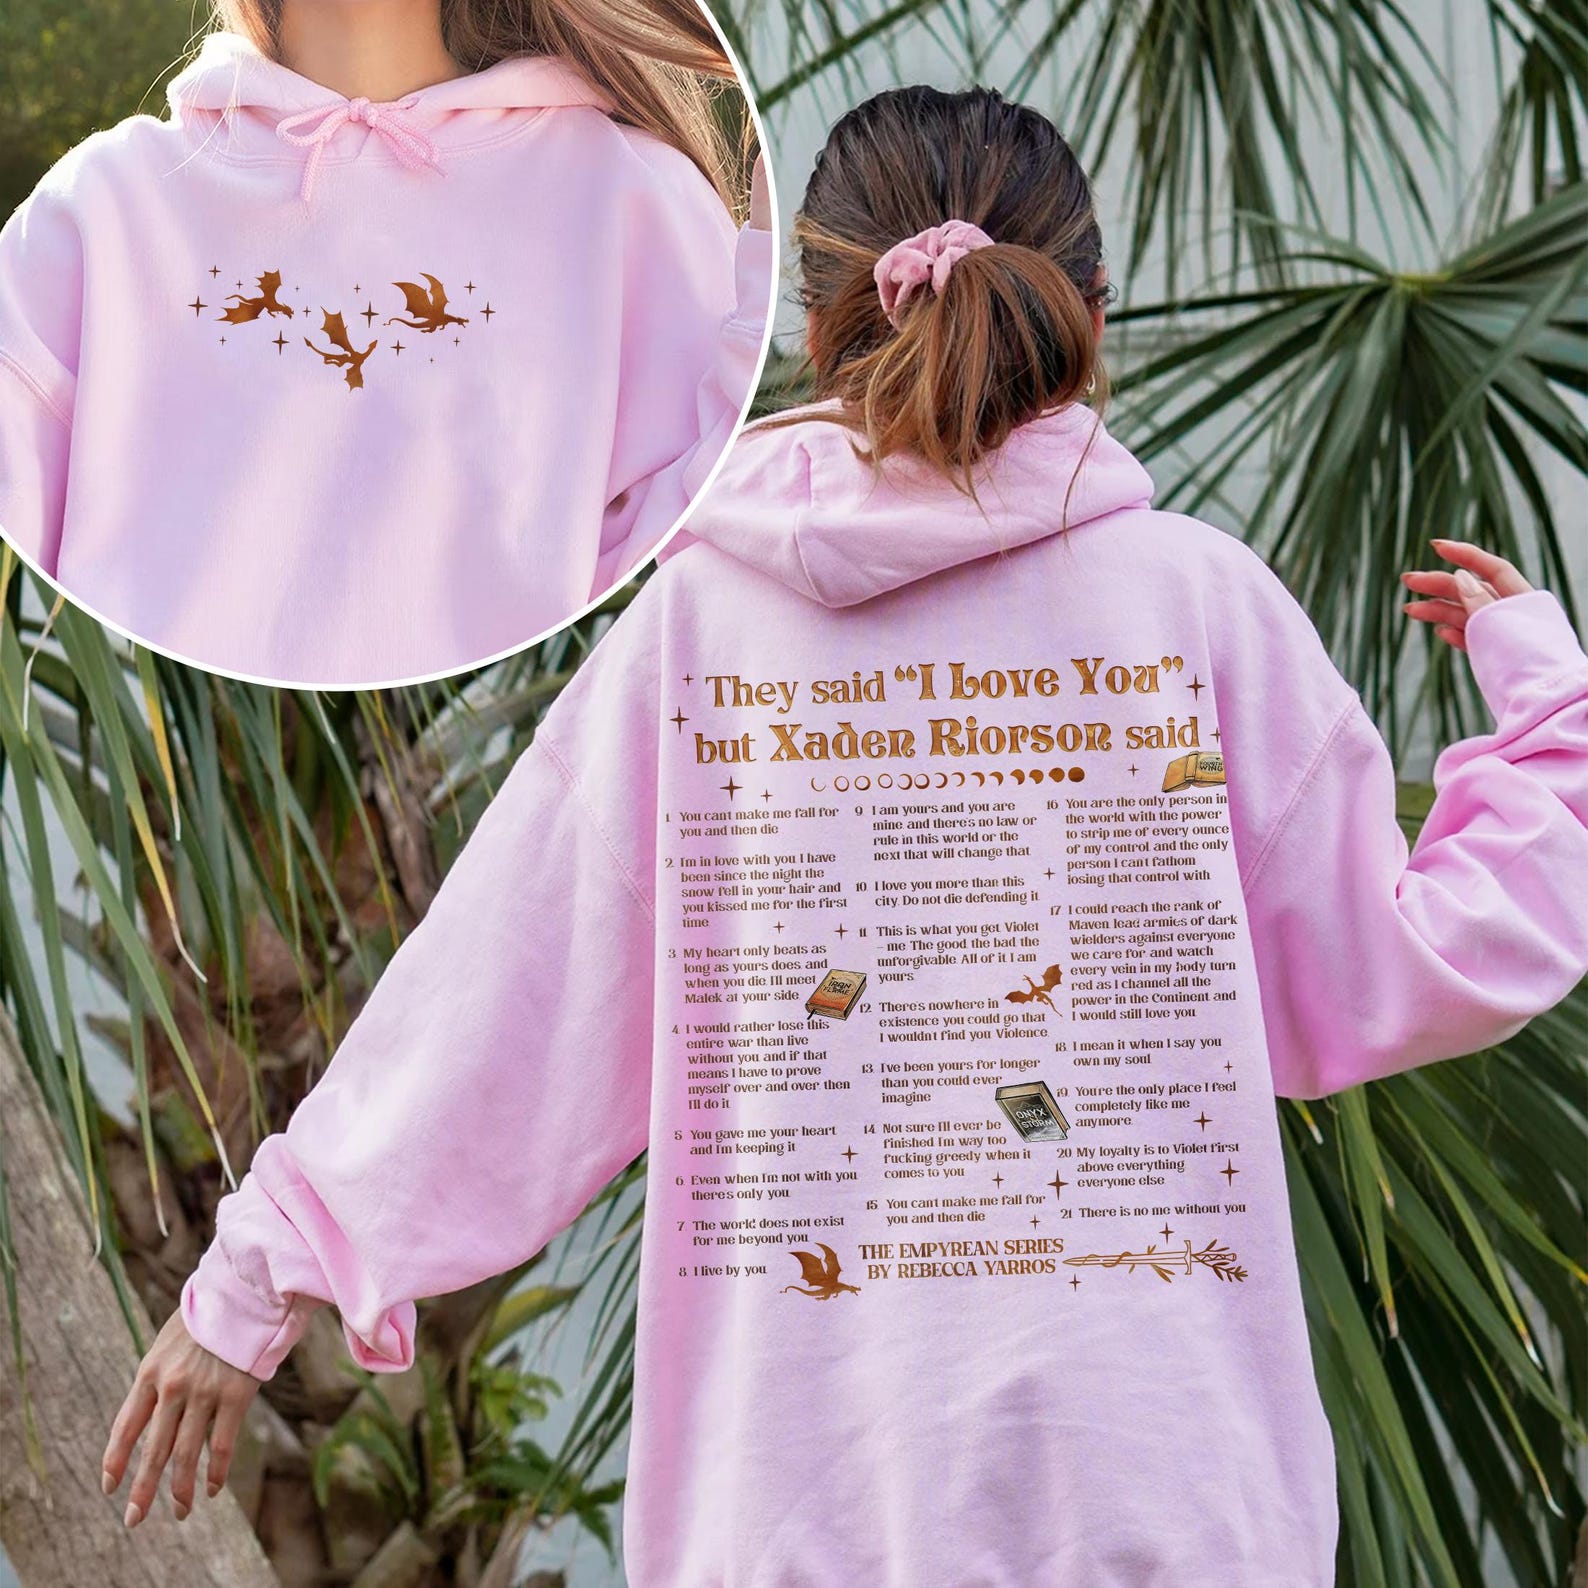 They said “I Love You”
but Xaden Riorson said
FOURTH
WING
1 You cant make me fall for
you and then die
2 I'm in love with you I have
been since the night the
snow fell in your hair and
you kissed me for the first
time
3 My heart only beats as
long as yours does and
when you die I'll meet
Malek at your side
IRON
FLAME
4 I would rather lose this
entire war than live
without you and if that
means I have to prove
myself over and over then
I'll do it
5 You gave me your heart
and I'm keeping it
6 Even when I'm not with you
there's only you
7 The world does not exist
for me beyond you
8 I live by you
9 I am yours and you are
mine and there's no law or
rule in this world or the
next that will change that
10 I love you more than this
city. Do not die defending it
11 This is what you get Violet
– me The good the bad the
unforgivable All of it I am
yours
12 There's nowhere in
existence you could go that
I wouldn't find you Violence
13 I've been yours for longer
than you could ever
imagine
14 Not sure I'll ever be
finished I'm way too
fucking greedy when it
comes to you
15 You cant make me fall for
you and then die
16 You are the only person in
the world with the power
to strip me of every ounce
of my control and the only
person I cant fathom
losing that control with
17 I could reach the rank of
Maven lead armies of dark
wielders against everyone
we care for and watch
every vein in my body turn
red as I channel all the
power in the Continent and
I would still love you
18 I mean it when I say you
own my soul
ONYX
STORM
19 You're the only place I feel
completely like me
anymore
20 My loyalty is to Violet first
above everything
everyone else
21 There is no me without you
THE EMPYREAN SERIES
BY REBECCA YARROS